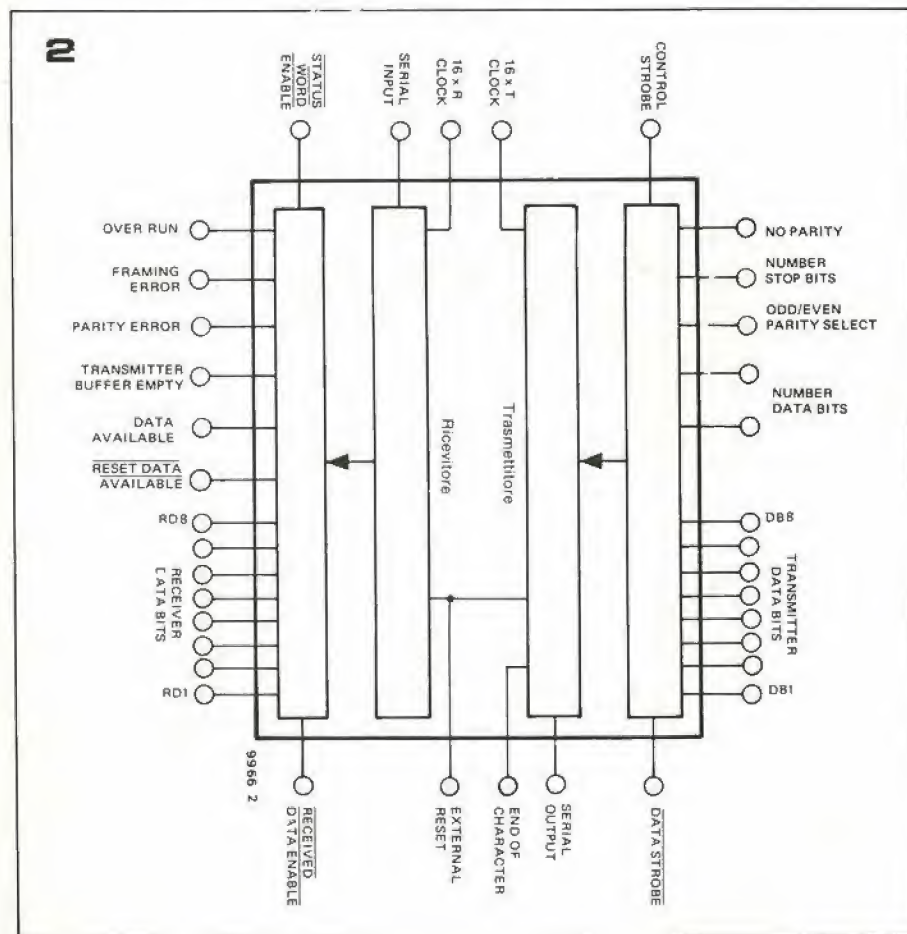 2
STATUS
WORD
ENABLE
SERIAL
INPUT
16 x R
CLOCK
16 x T
CLOCK
CONTROL
STROBE
OVER RUN
FRAMING
ERROR
PARITY ERROR
TRANSMITTER
BUFFER EMPTY
DATA
AVAILABLE
RESET DATA
AVAILABLE
RD8
RECEIVER
DATA BITS
RD1
Ricevitore
Trasmettitore
NO PARITY
NUMBER
STOP BITS
ODD/EVEN
PARITY SELECT
NUMBER
DATA BITS
DB8
TRANSMITTER
DATA BITS
DB1
9966 2
RECEIVED
DATA ENABLE
EXTERNAL
RESET
END OF
CHARACTER
SERIAL
OUTPUT
DATA STROBE